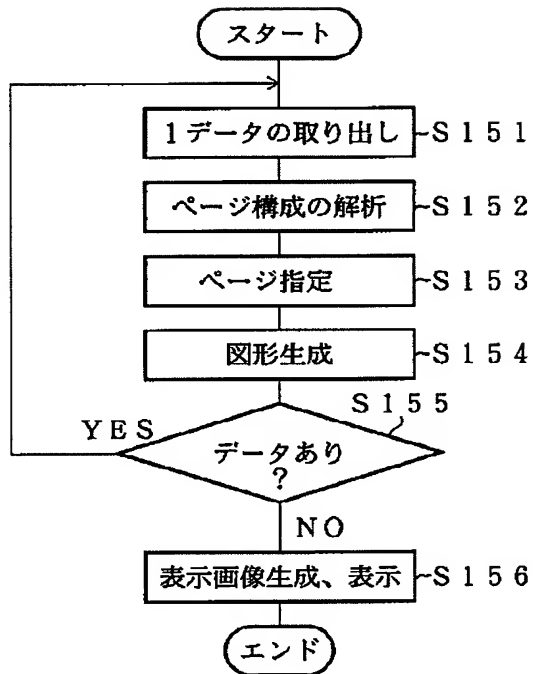 スタート
1データの取り出し S151
ページ構成の解析 S152
ページ指定 S153
図形生成 S154
S155
YES
データあり
?
NO
表示画像生成、表示 S156
エンド